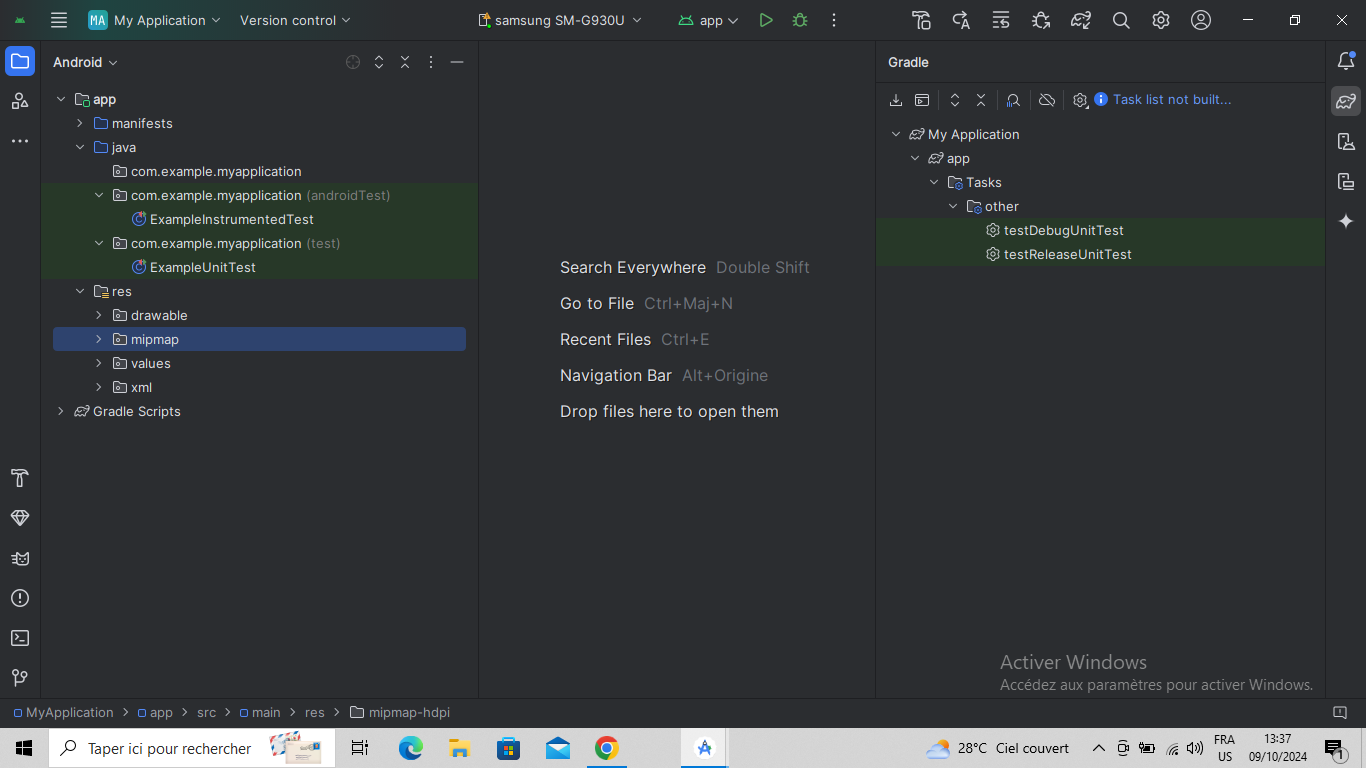 MA My Application Version control samsung SM-G930U app
Android
app
manifests
java
com.example.myapplication
com.example.myapplication (androidTest)
ExampleInstrumentedTest
com.example.myapplication (test)
ExampleUnitTest
res
drawable
mipmap
values
xml
Gradle Scripts
Search Everywhere Double Shift
Go to File Ctrl+Maj+N
Recent Files Ctrl+E
Navigation Bar Alt+Origine
Drop files here to open them
Gradle
Task list not built...
My Application
app
Tasks
other
testDebugUnitTest
testReleaseUnitTest
Activer Windows
Accédez aux paramètres pour activer Windows.
MyApplication > app > src > main > res > mipmap-hdpi
Taper ici pour rechercher
28°C Ciel couvert
FRA
US
13:37
09/10/2024
1